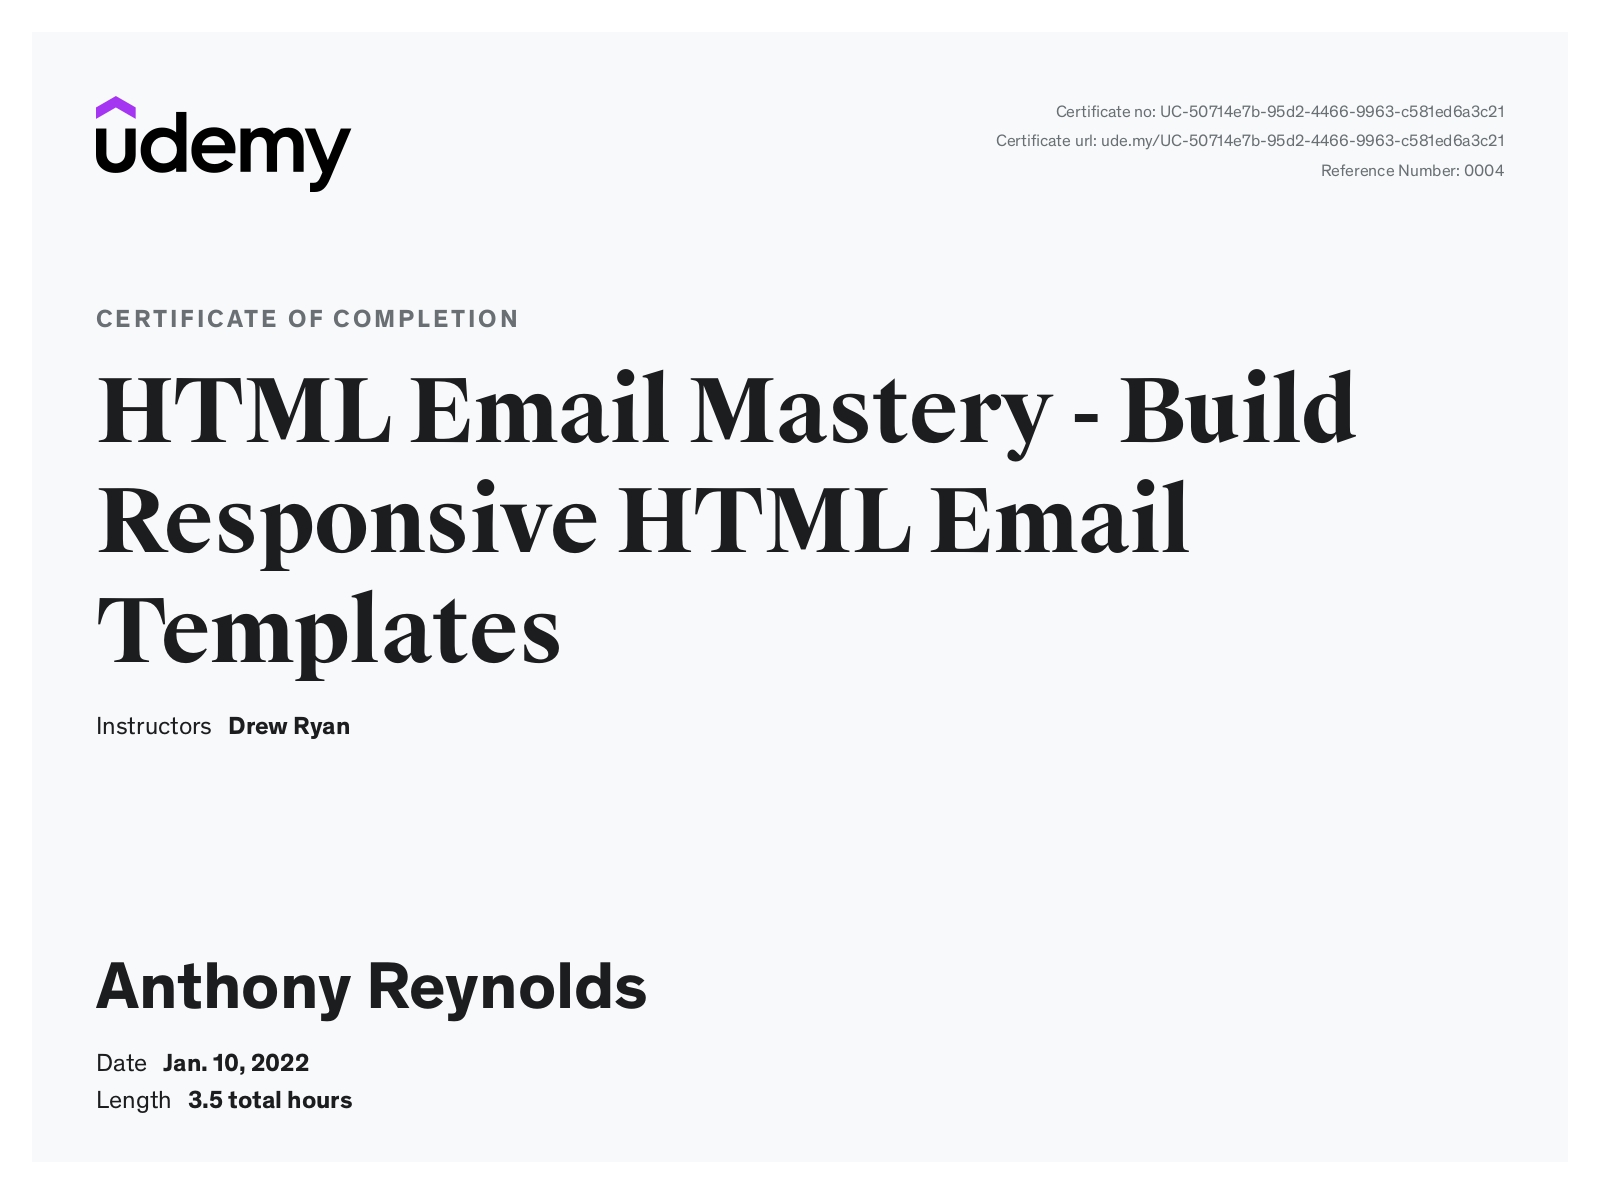 udemy
Certificate no: UC-50714e7b-95d2-4466-9963-c581ed6a3c21
Certificate url: ude.my/UC-50714e7b-95d2-4466-9963-c581ed6a3c21
Reference Number: 0004
CERTIFICATE OF COMPLETION
HTML Email Mastery - Build
Responsive HTML Email
Templates
Instructors Drew Ryan
Anthony Reynolds
Date Jan. 10, 2022
Length 3.5 total hours